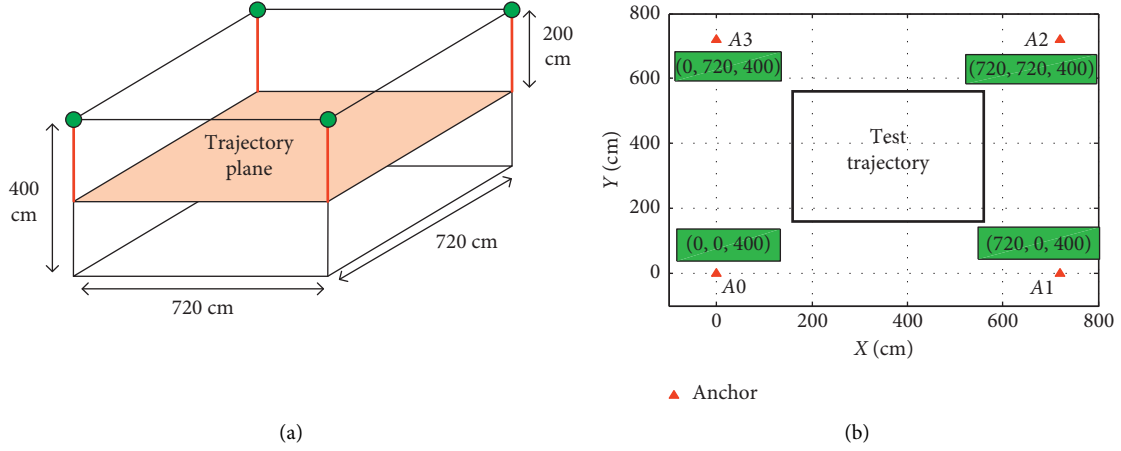 200
cm
Trajectory
plane
400
cm
720 cm
720 cm
(a)
800
600
400
200
0
Y (cm)
A3
A2
(0, 720, 400)
(720, 720, 400)
Test
trajectory
(0, 0, 400)
(720, 0, 400)
A0
A1
0
200
400
600
800
X (cm)
Anchor
(b)